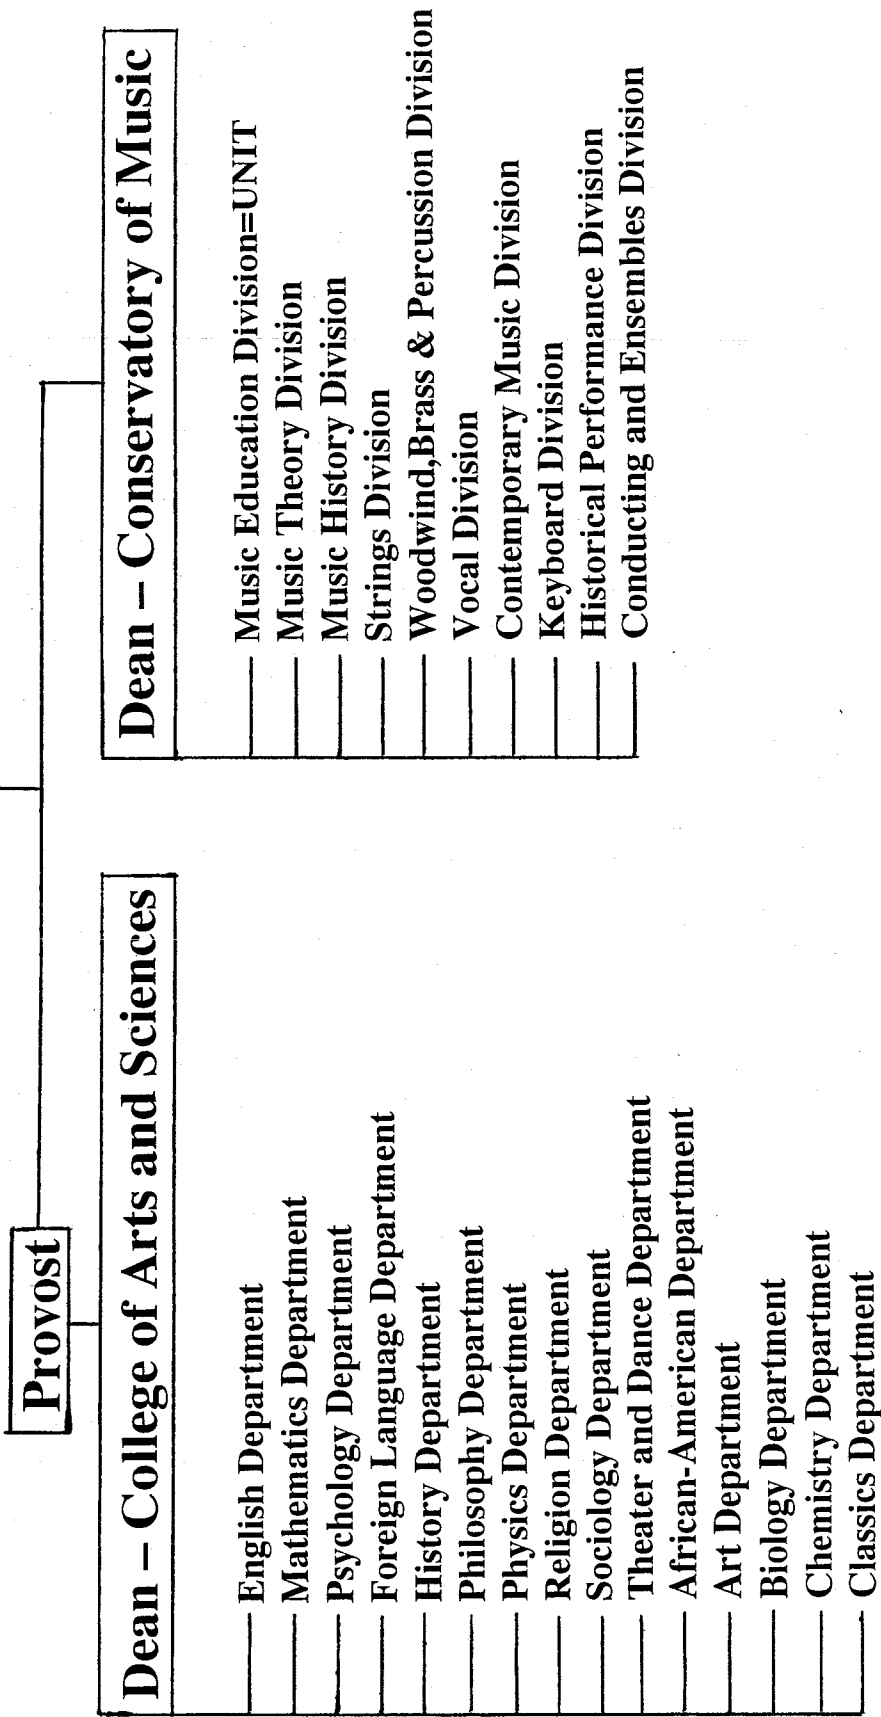 Provost
Dean – College of Arts and Sciences
English Department
Mathematics Department
Psychology Department
Foreign Language Department
History Department
Philosophy Department
Physics Department
Religion Department
Sociology Department
Theater and Dance Department
African-American Department
Art Department
Biology Department
Chemistry Department
Classics Department
Dean – Conservatory of Music
Music Education Division=UNIT
Music Theory Division
Music History Division
Strings Division
Woodwind,Brass & Percussion Division
Vocal Division
Contemporary Music Division
Keyboard Division
Historical Performance Division
Conducting and Ensembles Division